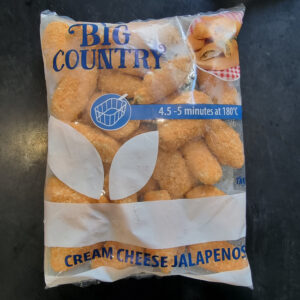 BIG
COUNTRY
4.5 -5 minutes at 180°C
CREAM CHEESE JALAPENOS